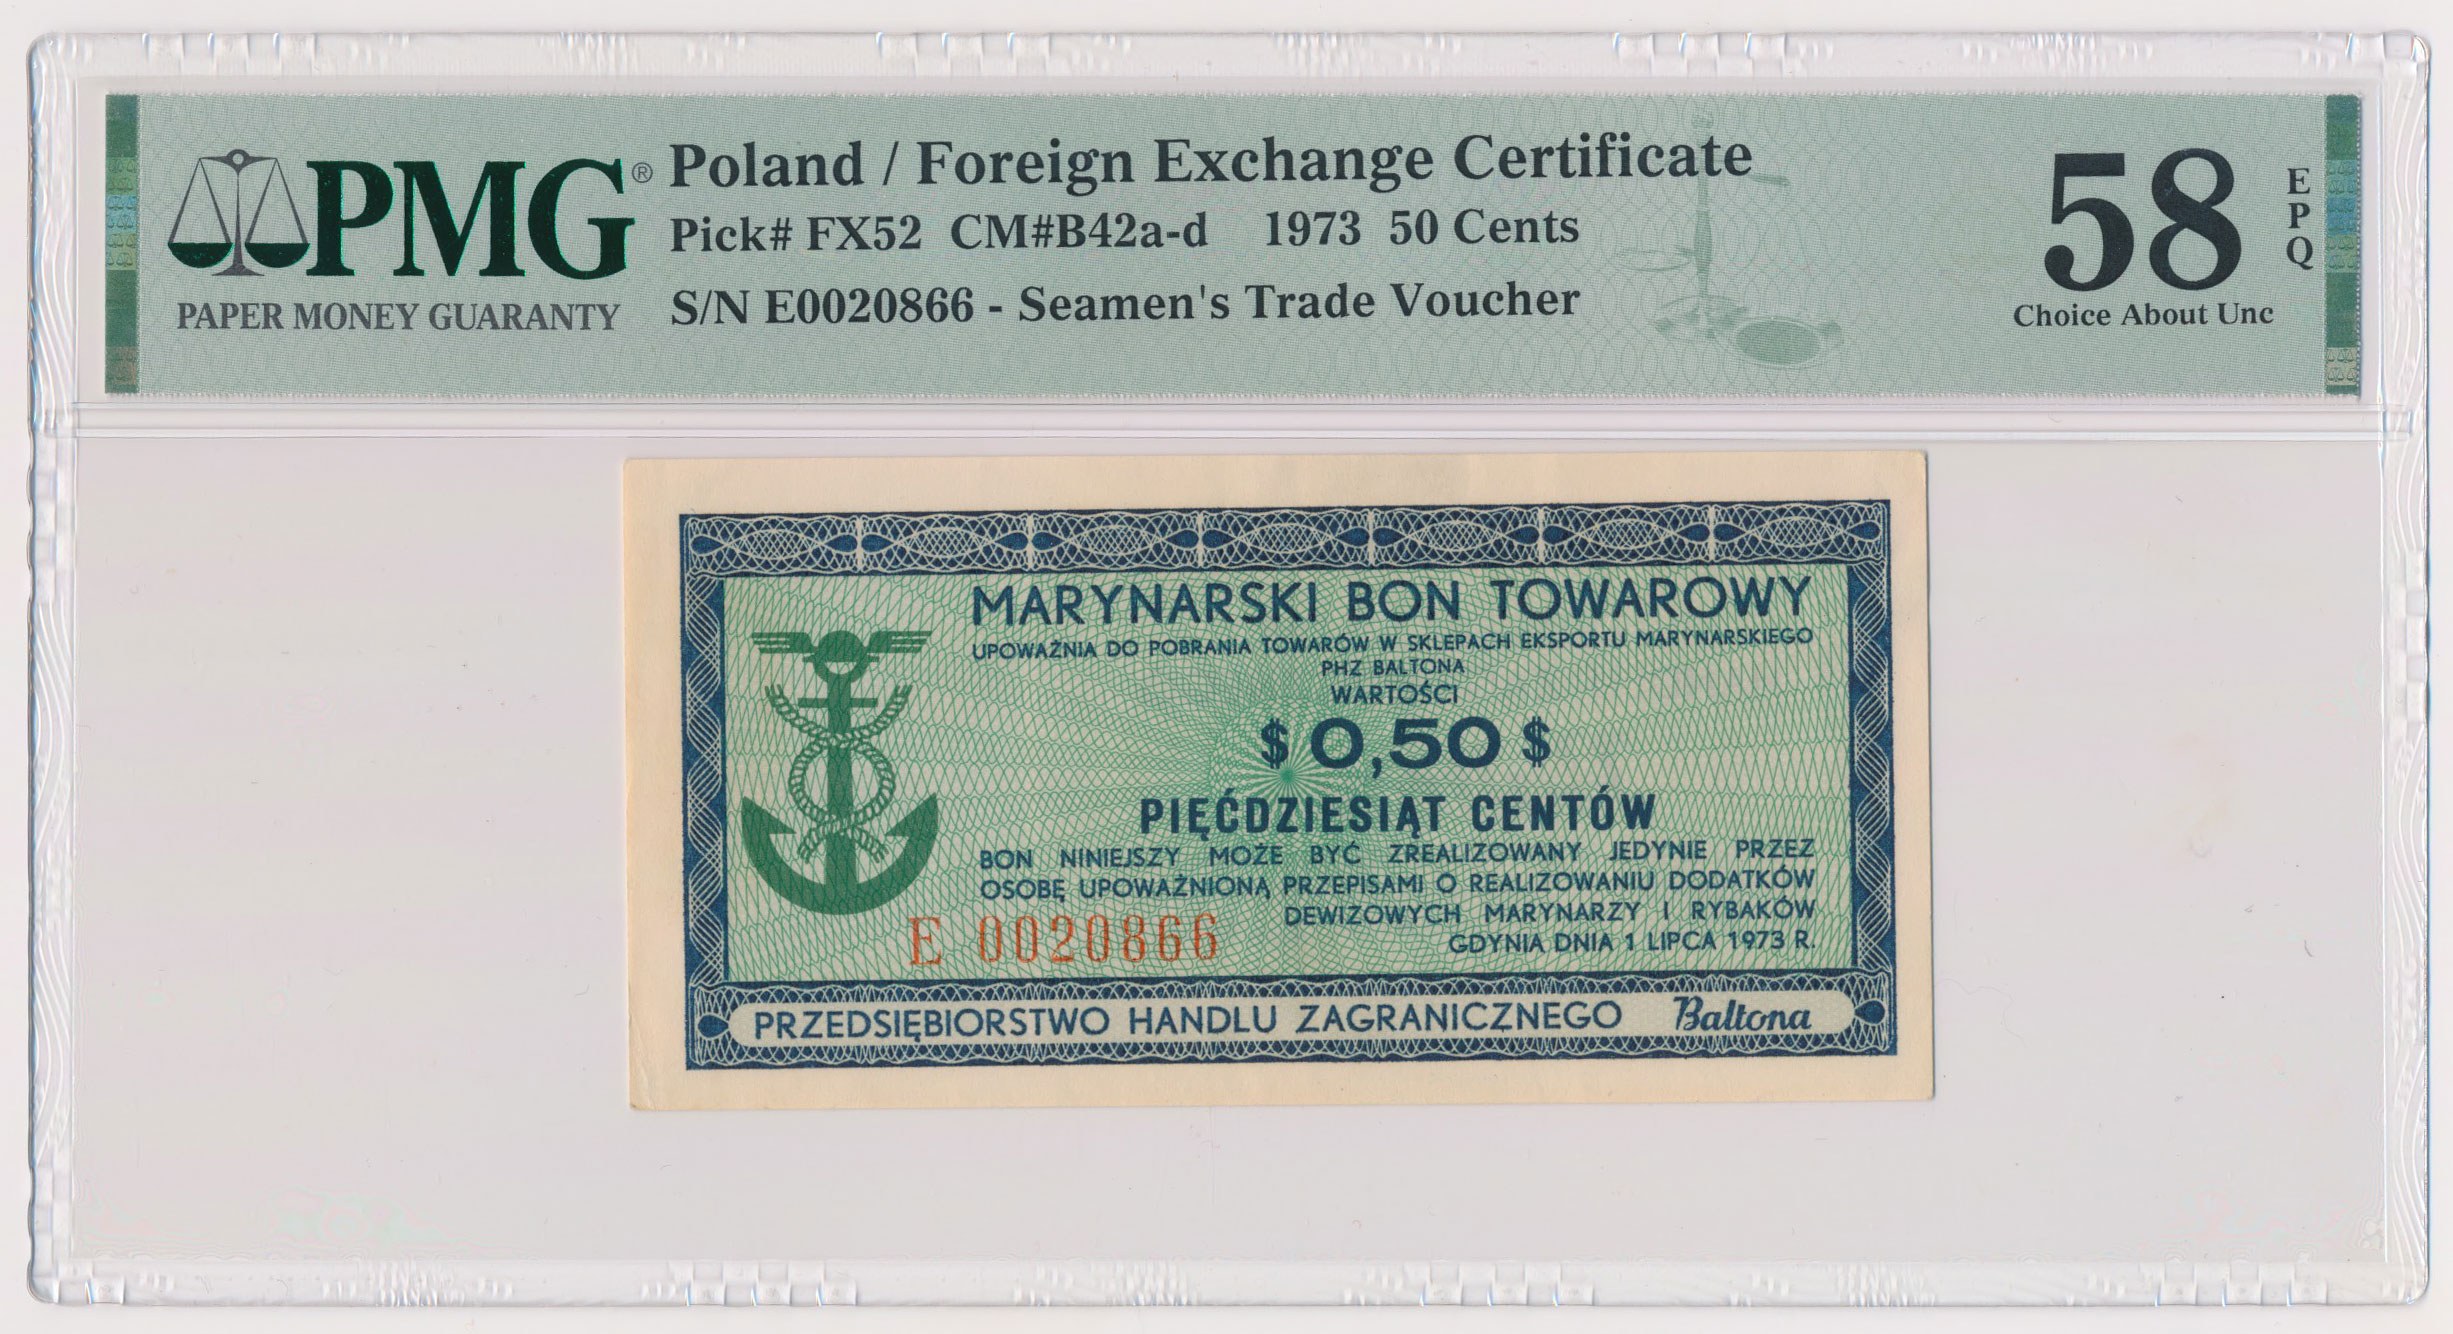 PMG®
PAPER MONEY GUARANTY
Poland / Foreign Exchange Certificate
Pick# FX52 CM#B42a-d 1973 50 Cents
S/N E0020866 - Seamen's Trade Voucher
58
EPQ
Choice About Unc
MARYNARSKI BON TOWAROWY
UPOWAŻNIA DO POBRANIA TOWARÓW W SKLEPACH EKSPORTU MARYNARSKIEGO
PHZ BALTONA
WARTOŚCI
$ 0,50 $
PIĘĆDZIESIĄT CENTÓW
BON NINIEJSZY MOŻE BYĆ ZREALIZOWANY JEDYNIE PRZEZ
OSOBĘ UPOWAŻNIONĄ PRZEPISAMI O REALIZOWANIU DODATKÓW
DEWIZOWYCH MARYNARZY I RYBAKÓW
GDYNIA DNIA 1 LIPCA 1973 R.
E 0020866
PRZEDSIĘBIORSTWO HANDLU ZAGRANICZNEGO Baltona